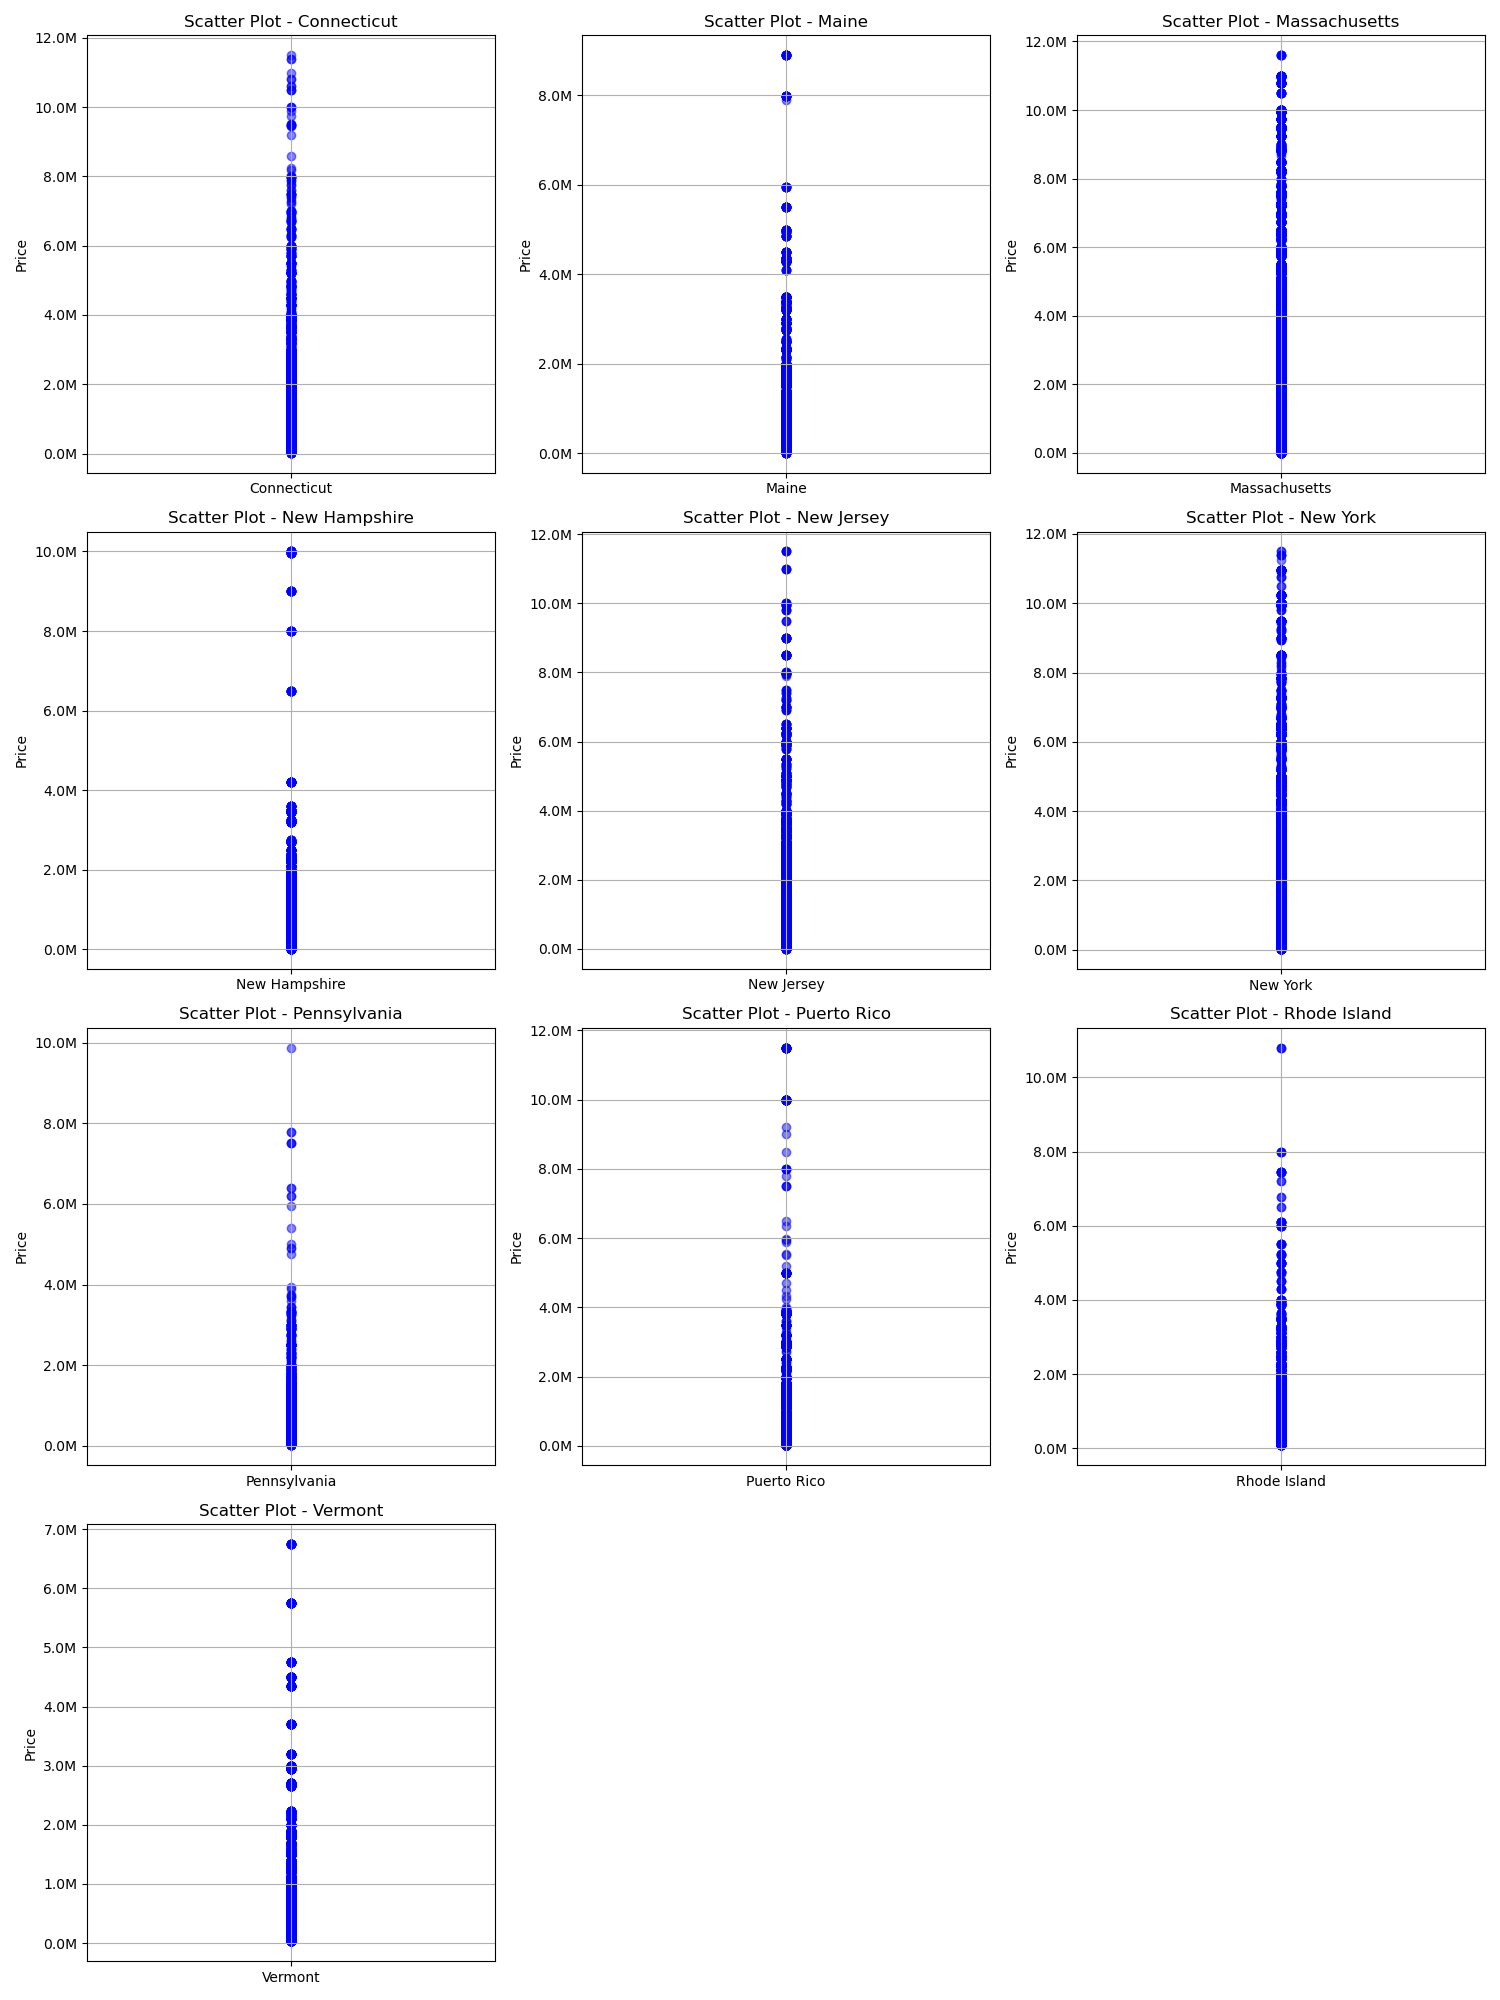 Scatter Plot - Connecticut
12.0M
10.0M
8.0M
6.0M
4.0M
2.0M
0.0M
Price
Connecticut
Scatter Plot - Maine
8.0M
6.0M
4.0M
2.0M
0.0M
Price
Maine
Scatter Plot - Massachusetts
12.0M
10.0M
8.0M
6.0M
4.0M
2.0M
0.0M
Price
Massachusetts
Scatter Plot - New Hampshire
10.0M
8.0M
6.0M
4.0M
2.0M
0.0M
Price
New Hampshire
Scatter Plot - New Jersey
12.0M
10.0M
8.0M
6.0M
4.0M
2.0M
0.0M
Price
New Jersey
Scatter Plot - New York
12.0M
10.0M
8.0M
6.0M
4.0M
2.0M
0.0M
Price
New York
Scatter Plot - Pennsylvania
10.0M
8.0M
6.0M
4.0M
2.0M
0.0M
Price
Pennsylvania
Scatter Plot - Puerto Rico
12.0M
10.0M
8.0M
6.0M
4.0M
2.0M
0.0M
Price
Puerto Rico
Scatter Plot - Rhode Island
10.0M
8.0M
6.0M
4.0M
2.0M
0.0M
Price
Rhode Island
Scatter Plot - Vermont
7.0M
6.0M
5.0M
4.0M
3.0M
2.0M
1.0M
0.0M
Price
Vermont